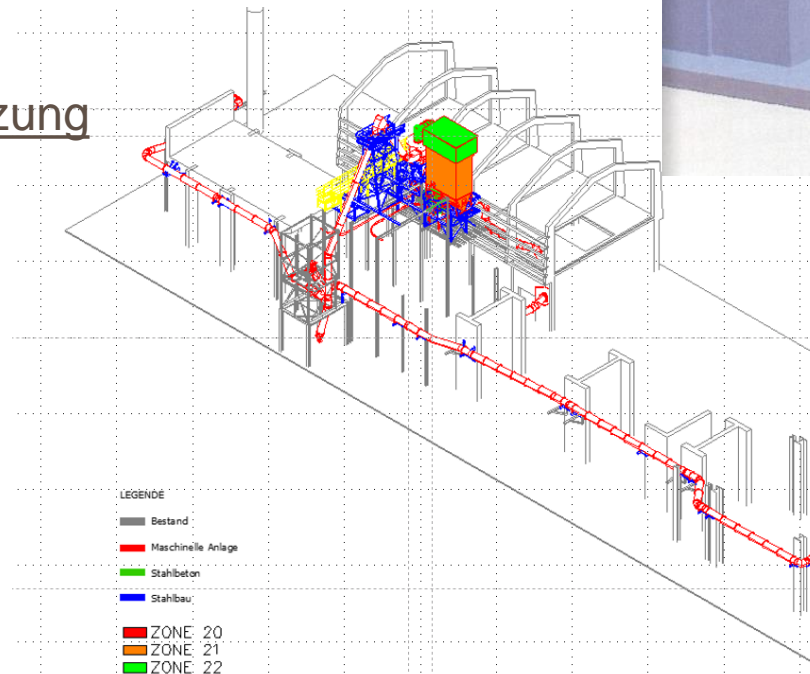 zung
LEGENDE
Bestand
Maschinelle Anlage
Stahlbeton
Stahlbau
ZONE 20
ZONE 21
ZONE 22